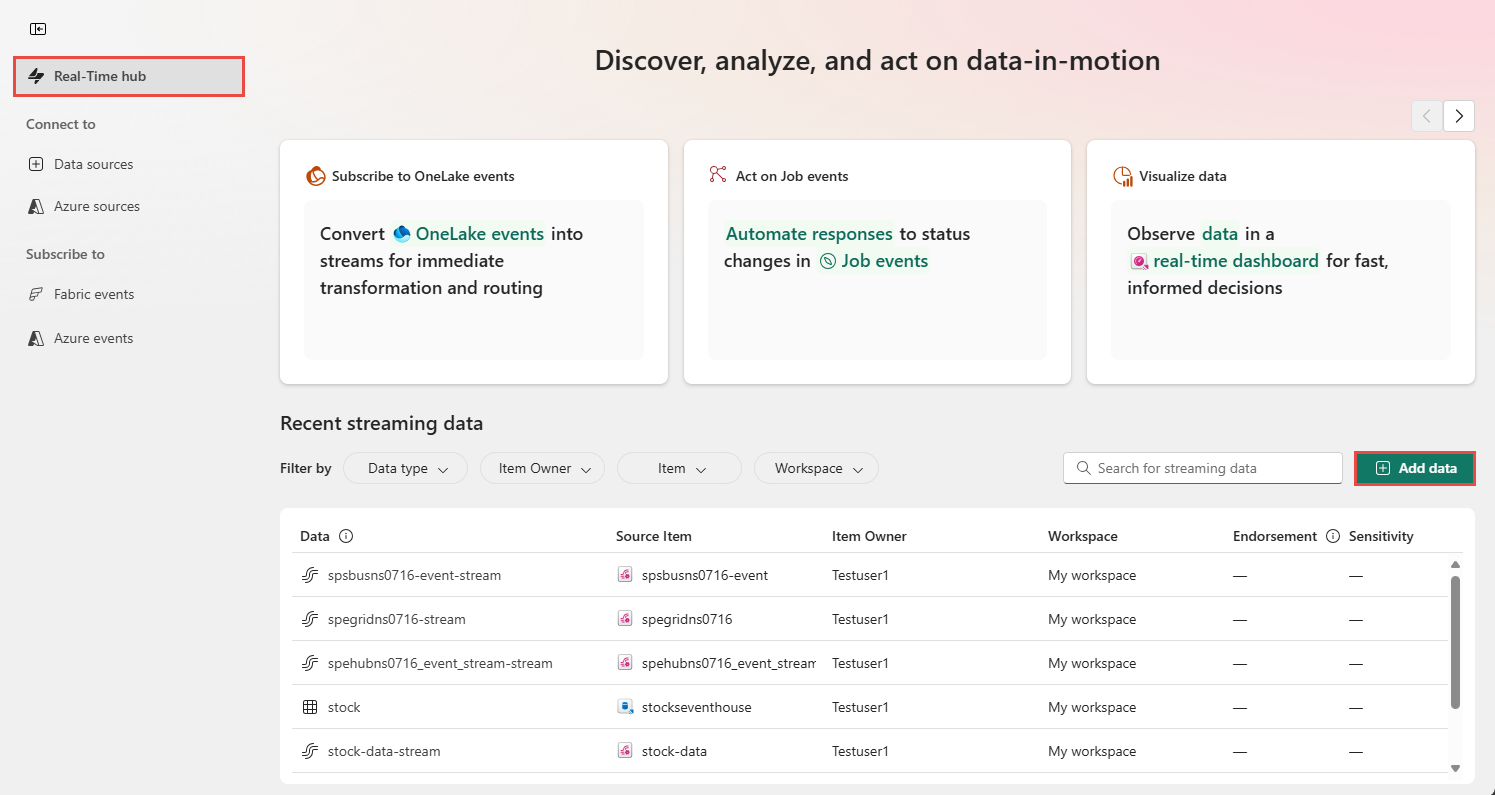 Discover, analyze, and act on data-in-motion
Real-Time hub
Connect to
Data sources
Azure sources
Subscribe to
Fabric events
Azure events
Subscribe to OneLake events
Convert OneLake events into
streams for immediate
transformation and routing
Act on Job events
Automate responses to status
changes in Job events
Visualize data
Observe data in a
real-time dashboard for fast,
informed decisions
Recent streaming data
Filter by Data type Item Owner Item Workspace Search for streaming data Add data
Data Source Item Item Owner Workspace Endorsement Sensitivity
spsbusns0716-event-stream spsbusns0716-event Testuser1 My workspace — —
spegridns0716-stream spegridns0716 Testuser1 My workspace — —
spehubns0716_event_stream-stream spehubns0716_event_stream Testuser1 My workspace — —
stock stockseventhouse Testuser1 My workspace — —
stock-data-stream stock-data Testuser1 My workspace — —